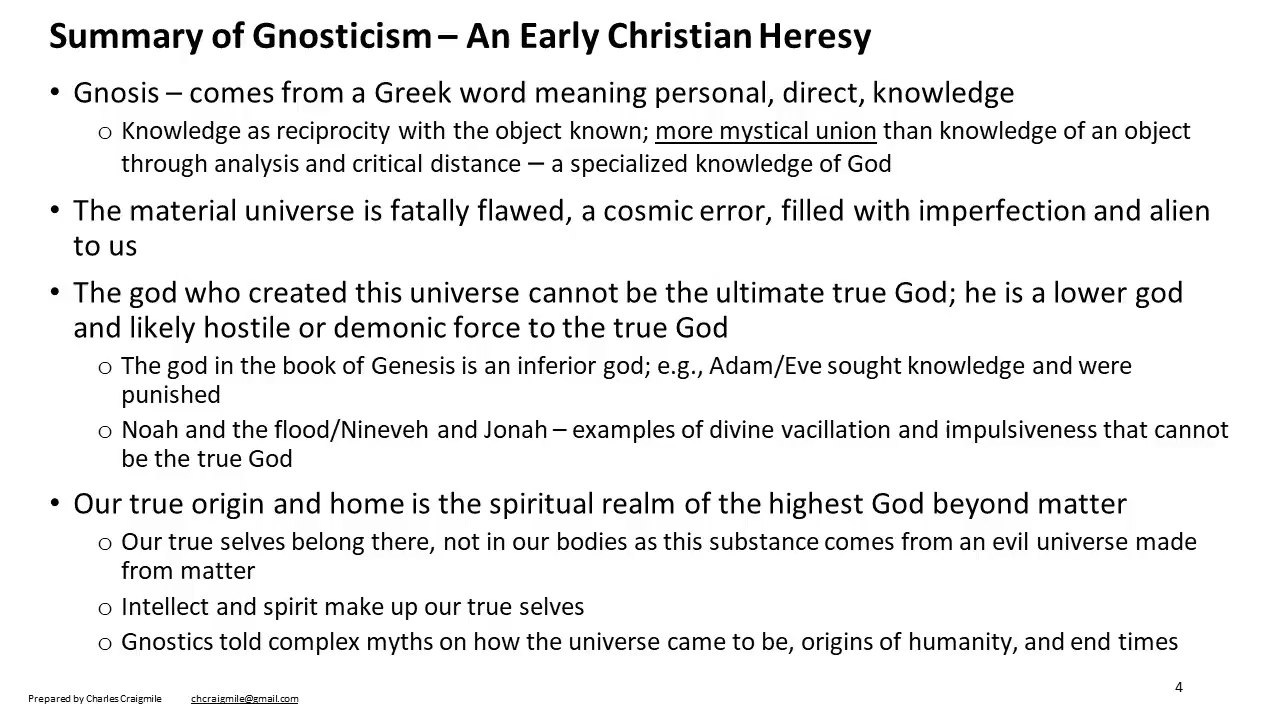 Summary of Gnosticism – An Early Christian Heresy
• Gnosis – comes from a Greek word meaning personal, direct, knowledge
o Knowledge as reciprocity with the object known; more mystical union than knowledge of an object
through analysis and critical distance – a specialized knowledge of God
• The material universe is fatally flawed, a cosmic error, filled with imperfection and alien
to us
• The god who created this universe cannot be the ultimate true God; he is a lower god
and likely hostile or demonic force to the true God
o The god in the book of Genesis is an inferior god; e.g., Adam/Eve sought knowledge and were
punished
o Noah and the flood/Nineveh and Jonah – examples of divine vacillation and impulsiveness that cannot
be the true God
• Our true origin and home is the spiritual realm of the highest God beyond matter
o Our true selves belong there, not in our bodies as this substance comes from an evil universe made
from matter
o Intellect and spirit make up our true selves
o Gnostics told complex myths on how the universe came to be, origins of humanity, and end times
Prepared by Charles Craigmile chcraigmile@gmail.com
4